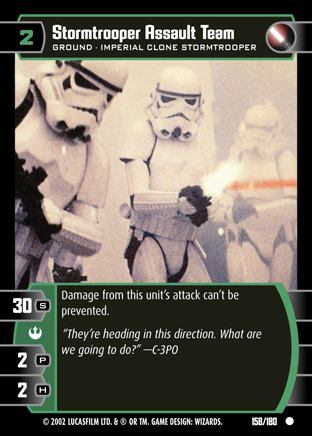 2
Stormtrooper Assault Team
GROUND · IMPERIAL CLONE STORMTROOPER
30 S
Damage from this unit's attack can't be
prevented.
"They're heading in this direction. What are
we going to do?" —C-3PO
2 P
2 H
© 2002 LUCASFILM LTD. & ® OR TM. GAME DESIGN: WIZARDS.
158/180